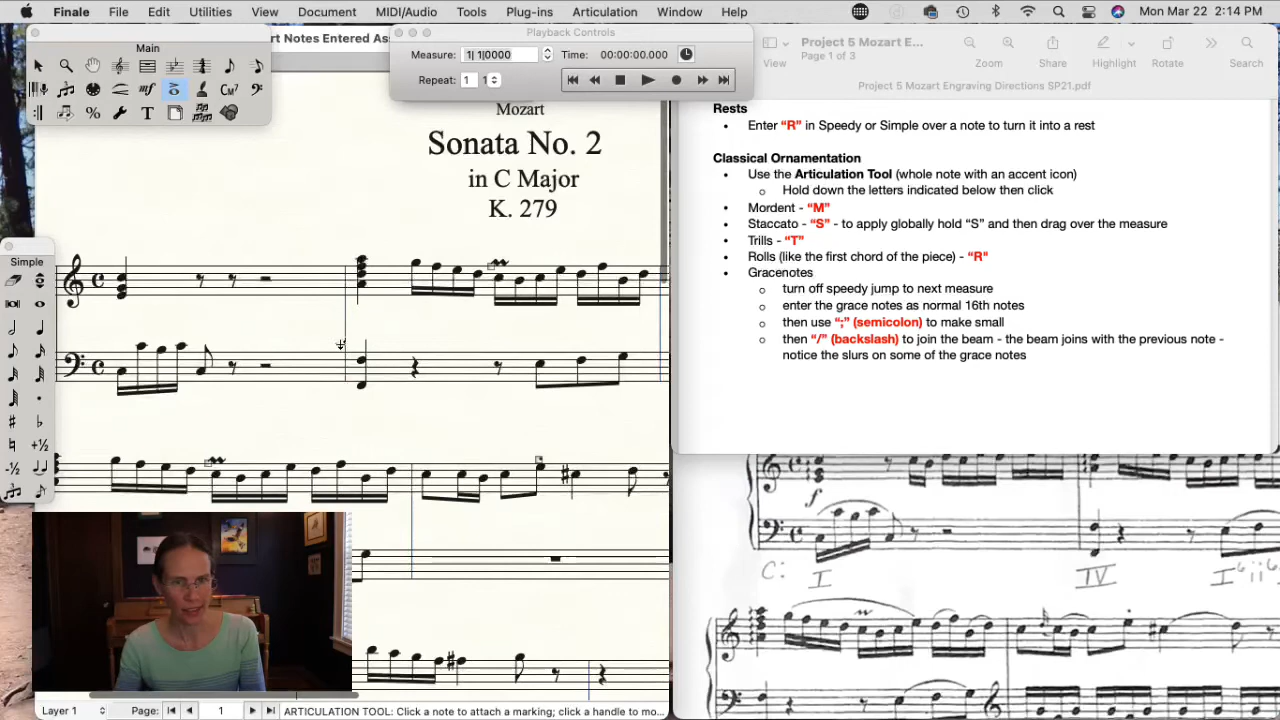 Finale File Edit Utilities View Document MIDI/Audio Tools Plug-ins Articulation Window Help Mon Mar 22 2:14 PM
Main
rt Notes Entered Ass
Playback Controls
Measure: 1| 1|0000 Time: 00:00:00.000
Repeat: 1 1
Project 5 Mozart E...
Page 1 of 3
View Zoom Share Highlight Rotate Search
Project 5 Mozart Engraving Directions SP21.pdf
Mozart
Sonata No. 2
in C Major
K. 279
Simple
Rests
• Enter “R” in Speedy or Simple over a note to turn it into a rest
Classical Ornamentation
• Use the Articulation Tool (whole note with an accent icon)
o Hold down the letters indicated below then click
• Mordent - “M”
• Staccato - “S” - to apply globally hold “S” and then drag over the measure
• Trills - “T”
• Rolls (like the first chord of the piece) - “R”
• Gracenotes
o turn off speedy jump to next measure
o enter the grace notes as normal 16th notes
o then use “;” (semicolon) to make small
o then “/” (backslash) to join the beam - the beam joins with the previous note -
notice the slurs on some of the grace notes
f
C: I IV I⁶ ii⁶
Layer 1 Page: 1 ARTICULATION TOOL: Click a note to attach a marking; click a handle to mo...